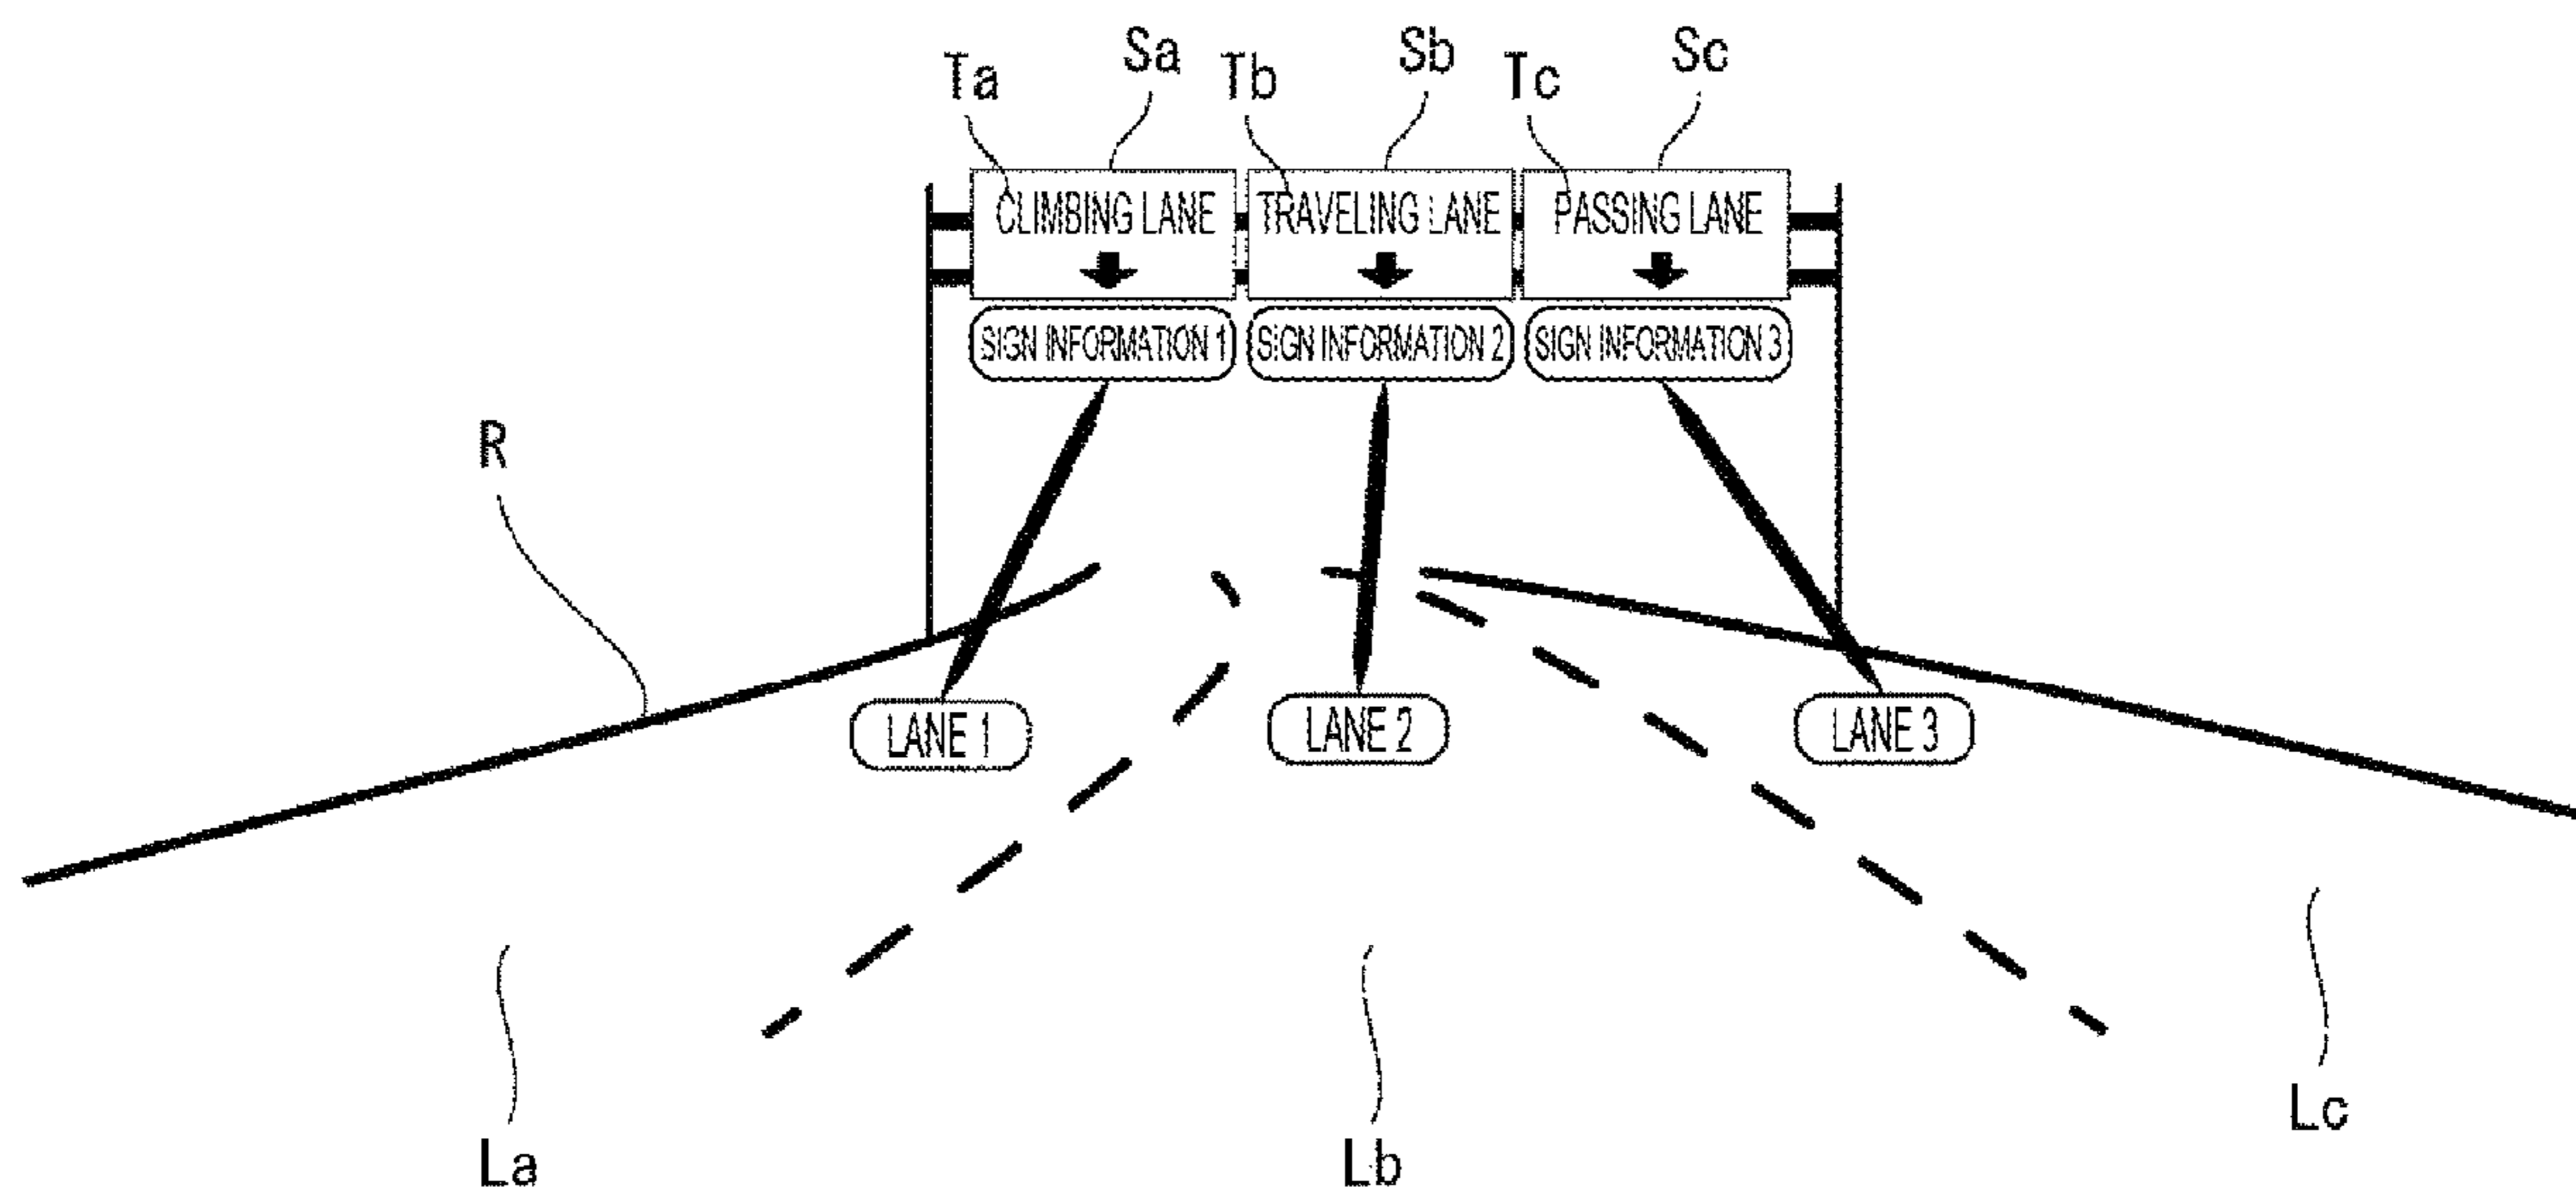 Ta Sa Tb Sb Tc Sc
CLIMBING LANE TRAVELING LANE PASSING LANE
SIGN INFORMATION 1 SIGN INFORMATION 2 SIGN INFORMATION 3
R
LANE 1 LANE 2 LANE 3
La Lb Lc